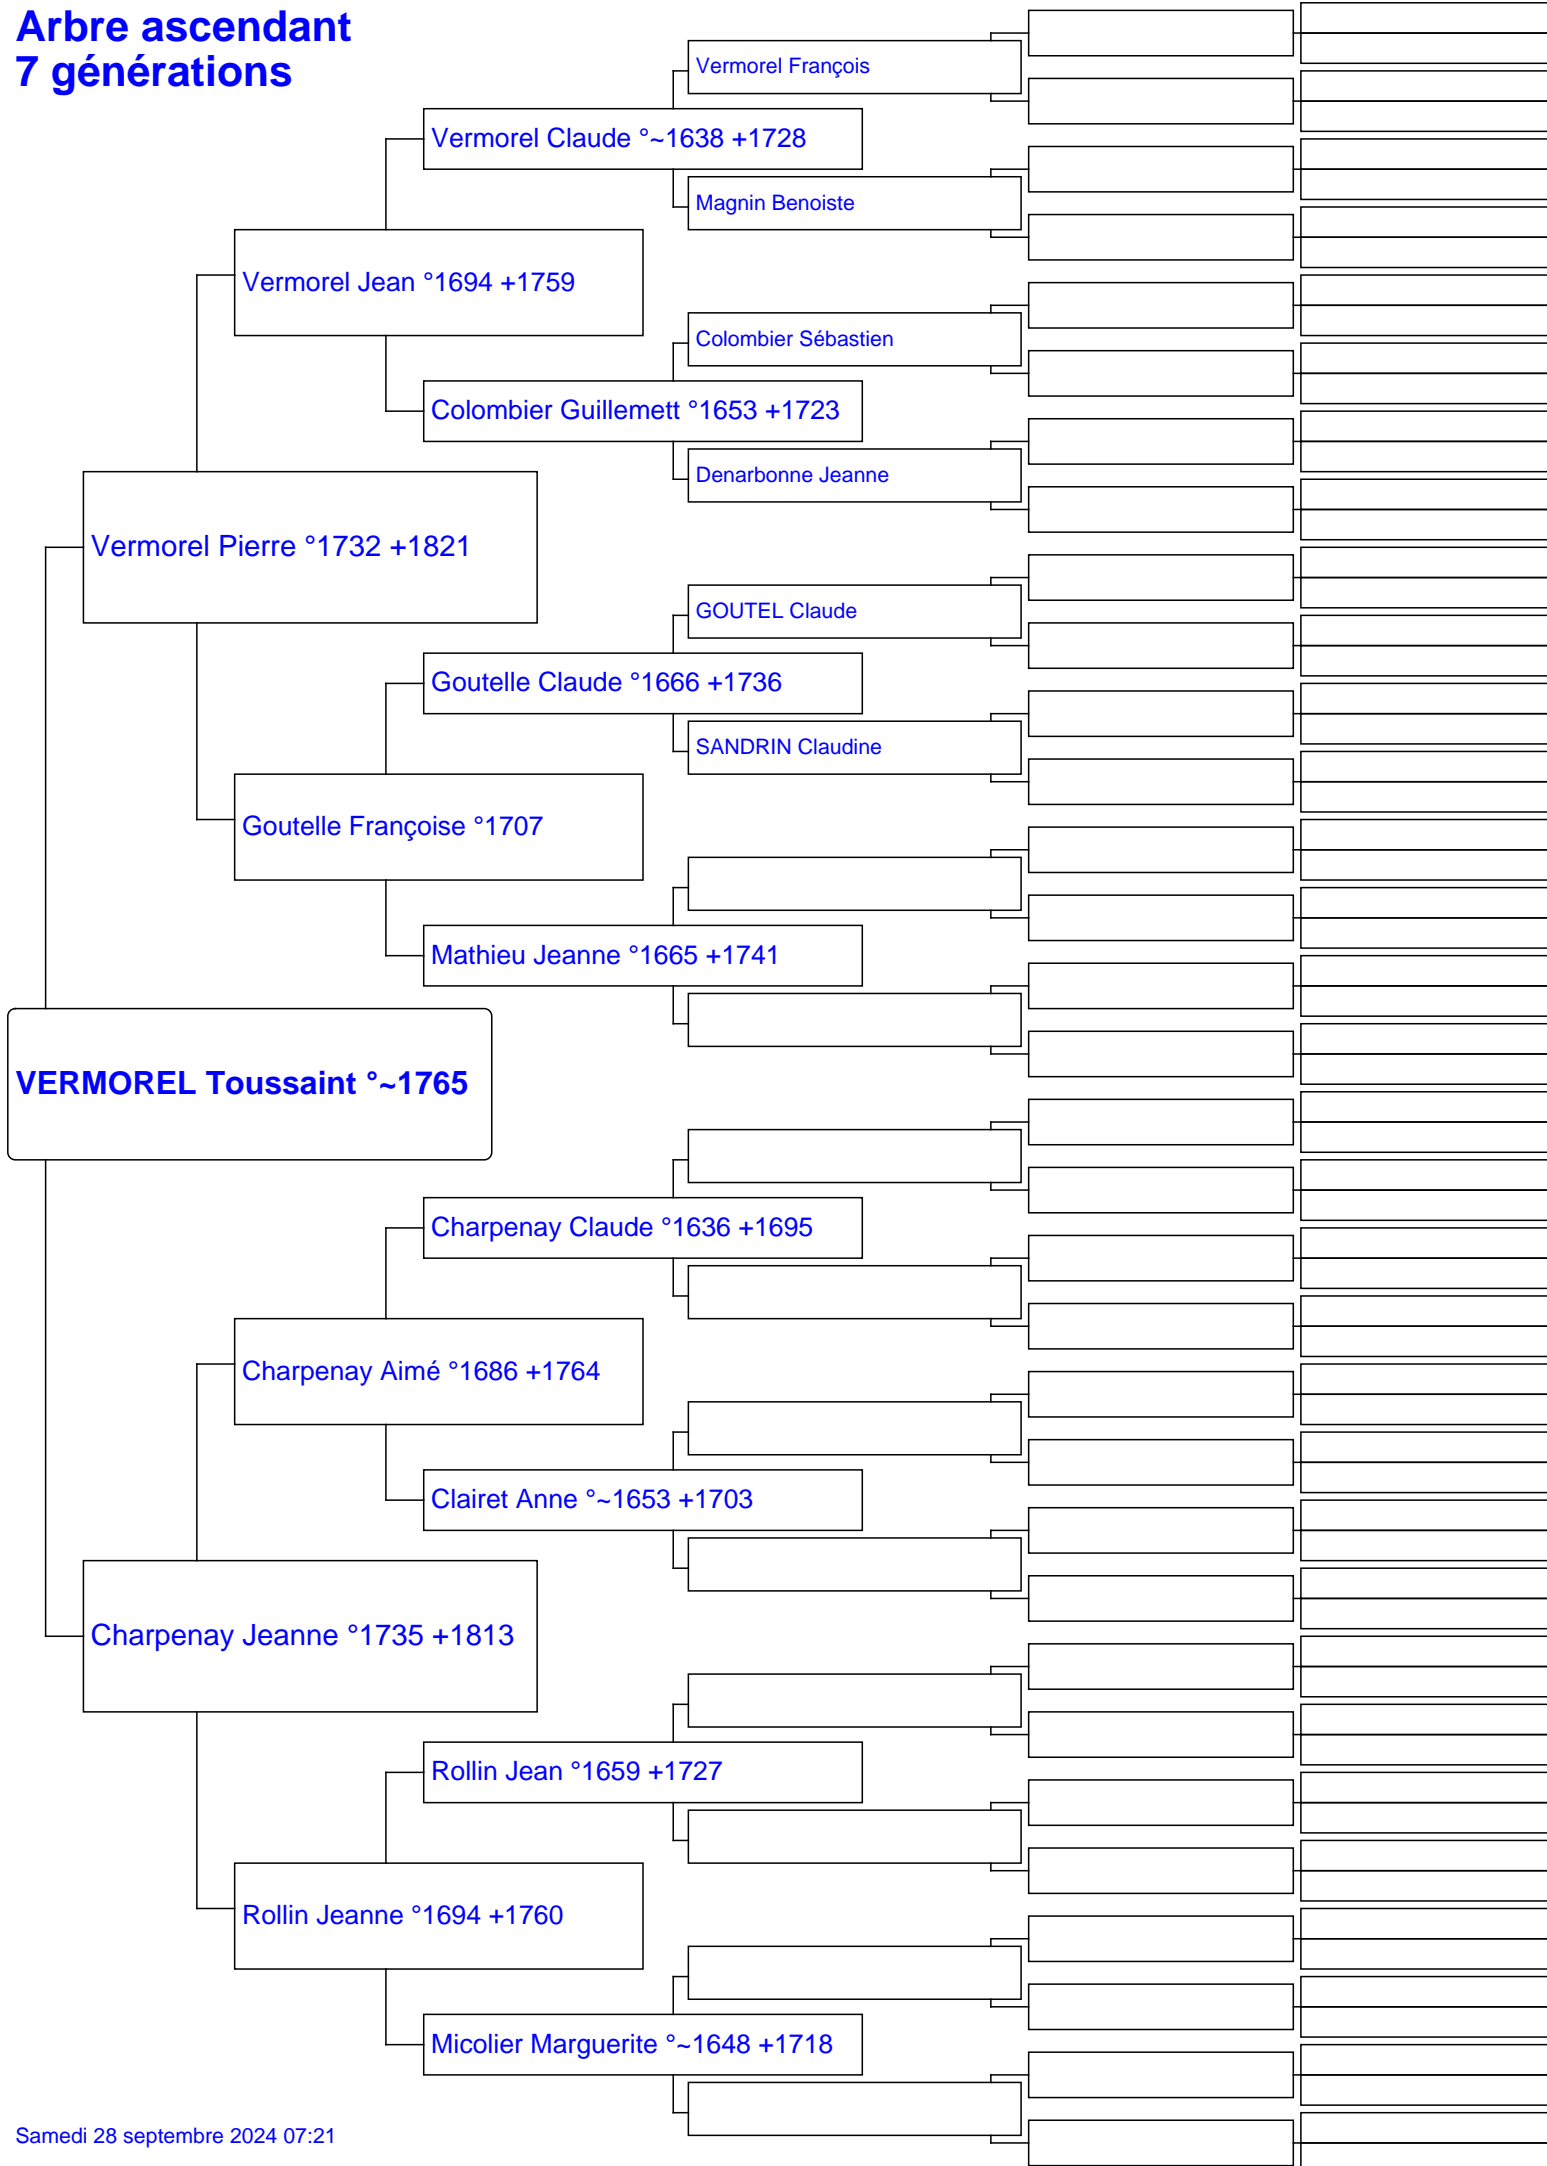 Arbre ascendant
7 générations
Vermorel François
Vermorel Claude °~1638 +1728
Magnin Benoiste
Vermorel Jean °1694 +1759
Colombier Sébastien
Colombier Guillemett °1653 +1723
Denarbonne Jeanne
Vermorel Pierre °1732 +1821
GOUTEL Claude
Goutelle Claude °1666 +1736
SANDRIN Claudine
Goutelle Françoise °1707
Mathieu Jeanne °1665 +1741
VERMOREL Toussaint °~1765
Charpenay Claude °1636 +1695
Charpenay Aimé °1686 +1764
Clairet Anne °~1653 +1703
Charpenay Jeanne °1735 +1813
Rollin Jean °1659 +1727
Rollin Jeanne °1694 +1760
Micolier Marguerite °~1648 +1718
Samedi 28 septembre 2024 07:21